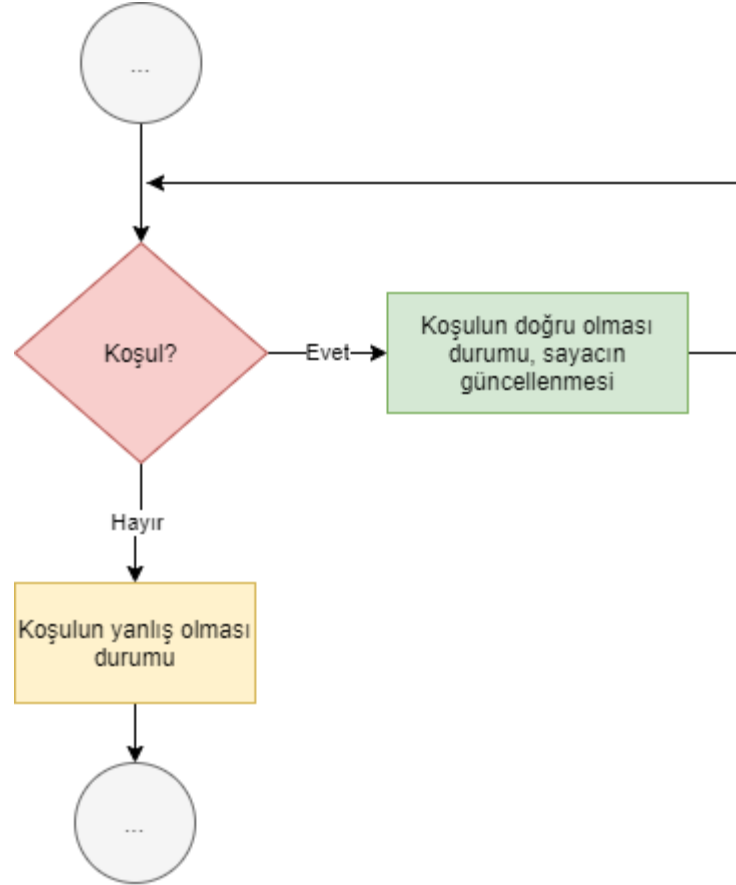 ...
Koşul?
Evet
Koşulun doğru olması
durumu, sayacın
güncellenmesi
Hayır
Koşulun yanlış olması
durumu
...